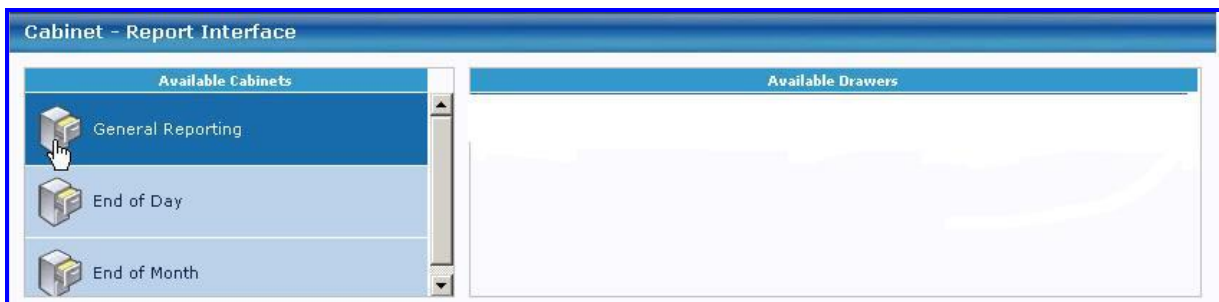 Cabinet - Report Interface
Available Cabinets
Available Drawers
General Reporting
End of Day
End of Month